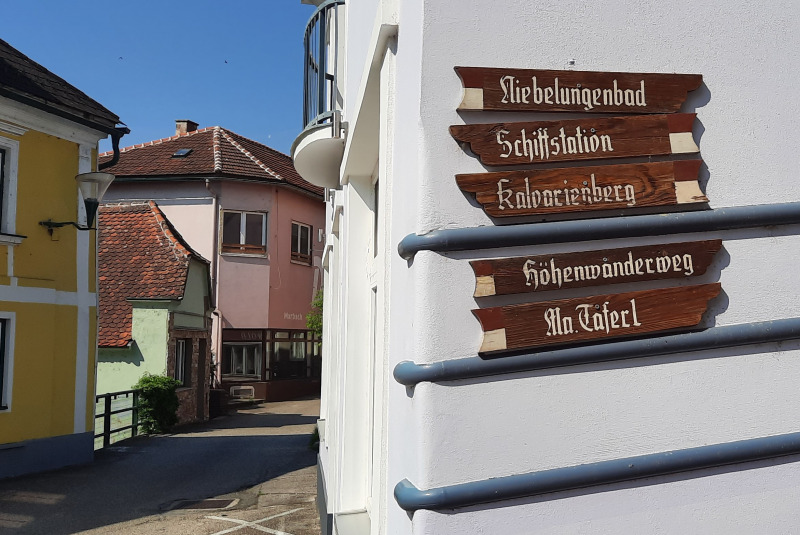 Niebelungenbad
Schiffstation
Kalvarienberg
Höhenwanderweg
Ma. Taferl